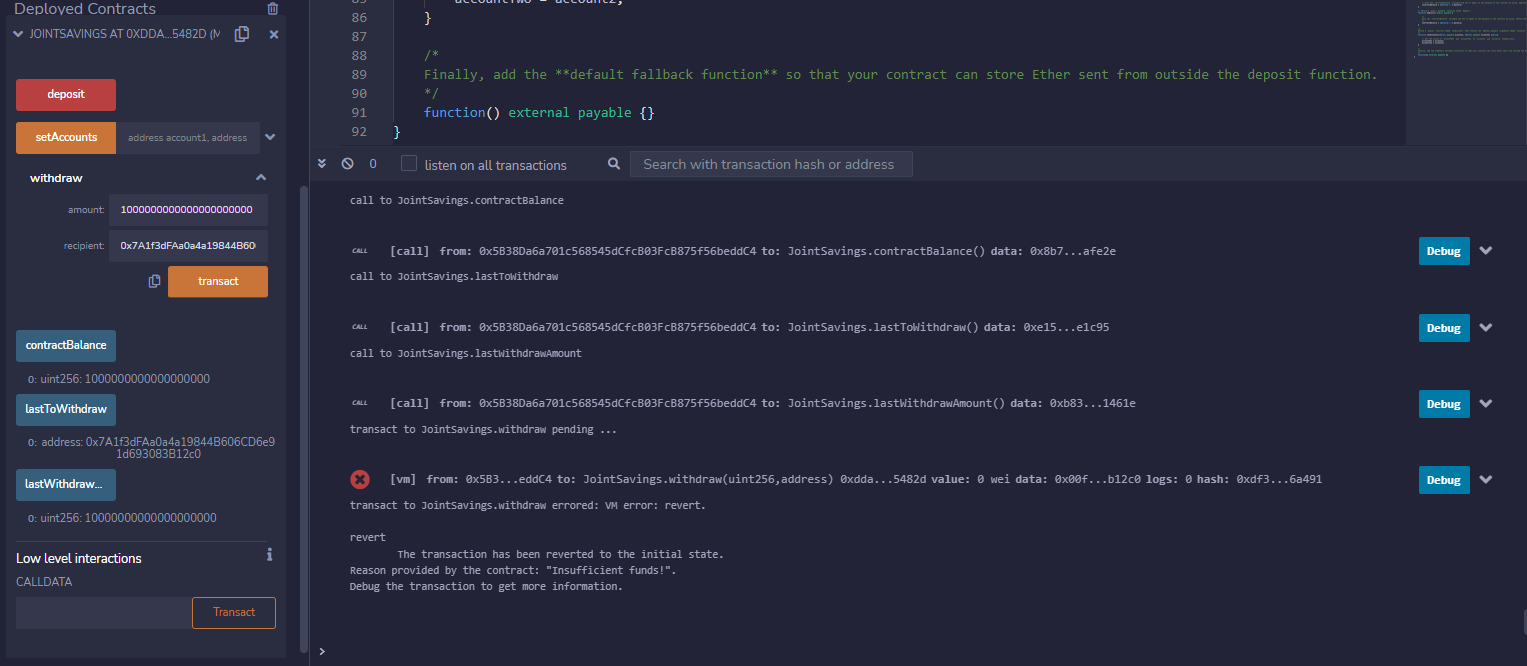 Deployed Contracts
JOINTSAVINGS AT 0XDDA...5482D (M
deposit
setAccounts
address account1, address
withdraw
amount:
1000000000000000000000
recipient:
0x7A1f3dFAa0a4a19844B60
transact
contractBalance
0: uint256: 1000000000000000000
lastToWithdraw
0: address: 0x7A1f3dFAa0a4a19844B606CD6e9
1d693083B12c0
lastWithdraw...
0: uint256: 10000000000000000000
Low level interactions
CALLDATA
Transact
85 accountTwo = account2;
86 }
87
88 /*
89 Finally, add the **default fallback function** so that your contract can store Ether sent from outside the deposit function.
90 */
91 function() external payable {}
92 }
0 listen on all transactions Search with transaction hash or address
call to JointSavings.contractBalance
CALL [call] from: 0x5B38Da6a701c568545dCfcB03FcB875f56beddC4 to: JointSavings.contractBalance() data: 0x8b7...afe2e Debug
call to JointSavings.lastToWithdraw
CALL [call] from: 0x5B38Da6a701c568545dCfcB03FcB875f56beddC4 to: JointSavings.lastToWithdraw() data: 0xe15...e1c95 Debug
call to JointSavings.lastWithdrawAmount
CALL [call] from: 0x5B38Da6a701c568545dCfcB03FcB875f56beddC4 to: JointSavings.lastWithdrawAmount() data: 0xb83...1461e Debug
transact to JointSavings.withdraw pending ...
[vm] from: 0x5B3...eddC4 to: JointSavings.withdraw(uint256,address) 0xdda...5482d value: 0 wei data: 0x00f...b12c0 logs: 0 hash: 0xdf3...6a491 Debug
transact to JointSavings.withdraw errored: VM error: revert.
revert
The transaction has been reverted to the initial state.
Reason provided by the contract: "Insufficient funds!".
Debug the transaction to get more information.
>